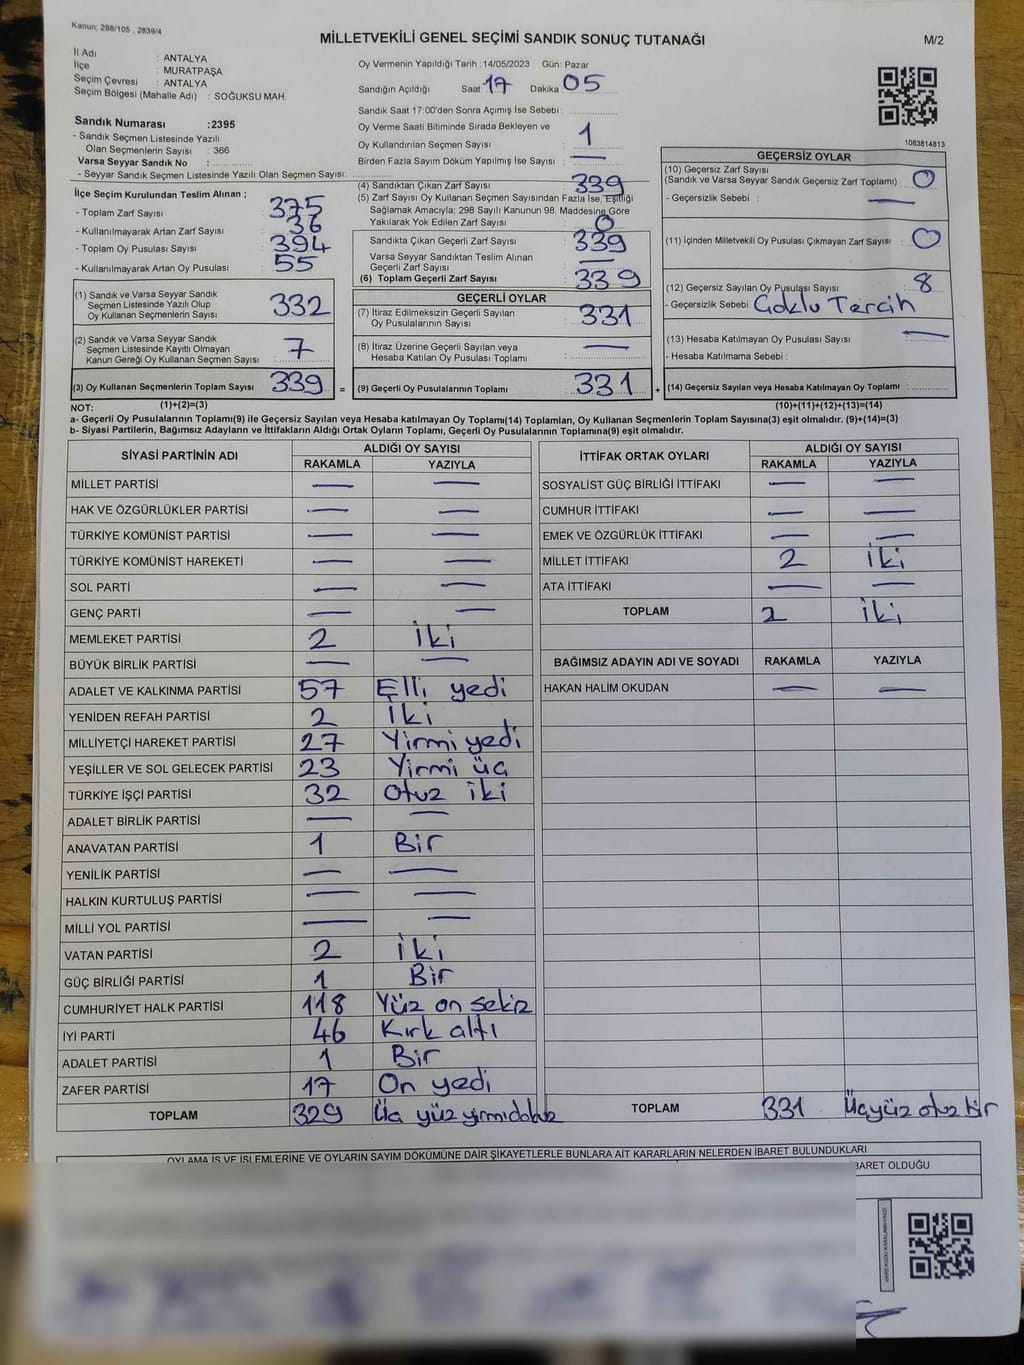 Kanun; 298/105 , 2839/4
MİLLETVEKİLİ GENEL SEÇİMİ SANDIK SONUÇ TUTANAĞI
M/2
İl Adı : ANTALYA
İlçe : MURATPAŞA
Seçim Çevresi : ANTALYA
Seçim Bölgesi (Mahalle Adı) : SOĞUKSU MAH.
Oy Vermenin Yapıldığı Tarih :14/05/2023 Gün: Pazar
Sandığın Açıldığı Saat: 17 Dakika 05
Sandık Saat 17:00'den Sonra Açımış İse Sebebi :
Oy Verme Saati Bitiminde Sırada Bekleyen ve
Oy Kullandırılan Seçmen Sayısı : 1
Birden Fazla Sayım Döküm Yapılmış İse Sayısı : —
1083814813
Sandık Numarası :2395
- Sandık Seçmen Listesinde Yazılı
Olan Seçmenlerin Sayısı : 366
Varsa Seyyar Sandık No :
- Seyyar Sandık Seçmen Listesinde Yazılı Olan Seçmen Sayısı:
İlçe Seçim Kurulundan Teslim Alınan ;
- Toplam Zarf Sayısı : 375
- Kullanılmayarak Artan Zarf Sayısı : 36
- Toplam Oy Pusulası Sayısı : 394
- Kullanılmayarak Artan Oy Pusulası : 55
(1) Sandık ve Varsa Seyyar Sandık
Seçmen Listesinde Yazılı Olup
Oy Kullanan Seçmenlerin Sayısı : 332
(2) Sandık ve Varsa Seyyar Sandık
Seçmen Listesinde Kayıtlı Olmayan
Kanun Gereği Oy Kullanan Seçmen Sayısı : 7
(3) Oy Kullanan Seçmenlerin Toplam Sayısı : 339 =
(4) Sandıktan Çıkan Zarf Sayısı : 339
(5) Zarf Sayısı Oy Kullanan Seçmen Sayısından Fazla İse, Eşitliği
Sağlamak Amacıyla; 298 Sayılı Kanunun 98. Maddesine Göre
Yakılarak Yok Edilen Zarf Sayısı : 0
Sandıkta Çıkan Geçerli Zarf Sayısı : 339
Varsa Seyyar Sandıktan Teslim Alınan
Geçerli Zarf Sayısı : —
(6) Toplam Geçerli Zarf Sayısı : 339
GEÇERLİ OYLAR
(7) İtiraz Edilmeksizin Geçerli Sayılan
Oy Pusulalarının Sayısı : 331
(8) İtiraz Üzerine Geçerli Sayılan veya
Hesaba Katılan Oy Pusulası Toplamı : —
(9) Geçerli Oy Pusulalarının Toplamı : 331 +
GEÇERSİZ OYLAR
(10) Geçersiz Zarf Sayısı
(Sandık ve Varsa Seyyar Sandık Geçersiz Zarf Toplamı) : 0
- Geçersizlik Sebebi : —
(11) İçinden Milletvekili Oy Pusulası Çıkmayan Zarf Sayısı : 0
(12) Geçersiz Sayılan Oy Pusulası Sayısı : 8
- Geçersizlik Sebebi Çoklu Tercih
(13) Hesaba Katılmayan Oy Pusulası Sayısı : —
- Hesaba Katılmama Sebebi :
(14) Geçersiz Sayılan veya Hesaba Katılmayan Oy Toplamı :
NOT: (1)+(2)=(3) (10)+(11)+(12)+(13)=(14)
a- Geçerli Oy Pusulalarının Toplamı(9) ile Geçersiz Sayılan veya Hesaba katılmayan Oy Toplamı(14) Toplamları, Oy Kullanan Seçmenlerin Toplam Sayısına(3) eşit olmalıdır. (9)+(14)=(3)
b- Siyasi Partilerin, Bağımsız Adayların ve İttifakların Aldığı Ortak Oyların Toplamı, Geçerli Oy Pusulalarının Toplamına(9) eşit olmalıdır.
SİYASİ PARTİNİN ADI ALDIĞI OY SAYISI
RAKAMLA YAZIYLA
MİLLET PARTİSİ — —
HAK VE ÖZGÜRLÜKLER PARTİSİ — —
TÜRKİYE KOMÜNİST PARTİSİ — —
TÜRKİYE KOMÜNİST HAREKETİ — —
SOL PARTİ — —
GENÇ PARTİ — —
MEMLEKET PARTİSİ 2 İki
BÜYÜK BİRLİK PARTİSİ — —
ADALET VE KALKINMA PARTİSİ 57 Elli yedi
YENİDEN REFAH PARTİSİ 2 İki
MİLLİYETÇİ HAREKET PARTİSİ 27 Yirmi yedi
YEŞİLLER VE SOL GELECEK PARTİSİ 23 Yirmi üç
TÜRKİYE İŞÇİ PARTİSİ 32 Otuz iki
ADALET BİRLİK PARTİSİ — —
ANAVATAN PARTİSİ 1 Bir
YENİLİK PARTİSİ — —
HALKIN KURTULUŞ PARTİSİ — —
MİLLİ YOL PARTİSİ — —
VATAN PARTİSİ 2 İki
GÜÇ BİRLİĞİ PARTİSİ 1 Bir
CUMHURİYET HALK PARTİSİ 118 Yüz on sekiz
İYİ PARTİ 46 Kırk altı
ADALET PARTİSİ 1 Bir
ZAFER PARTİSİ 17 On yedi
TOPLAM 329 Üç yüz yirmidokuz
İTTİFAK ORTAK OYLARI ALDIĞI OY SAYISI
RAKAMLA YAZIYLA
SOSYALİST GÜÇ BİRLİĞİ İTTİFAKI — —
CUMHUR İTTİFAKI — —
EMEK VE ÖZGÜRLÜK İTTİFAKI — —
MİLLET İTTİFAKI 2 İki
ATA İTTİFAKI — —
TOPLAM 2 İki
BAĞIMSIZ ADAYIN ADI VE SOYADI RAKAMLA YAZIYLA
HAKAN HALİM OKUDAN — —
TOPLAM 331 Üçyüz otuz bir
OYLAMA İŞ VE İŞLEMLERİNE VE OYLARIN SAYIM DÖKÜMÜNE DAİR ŞİKAYETLERLE BUNLARA AİT KARARLARIN NELERDEN İBARET BULUNDUKLARI
BARET OLDUĞU